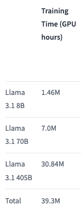 Training
Time (GPU
hours)
Llama 1.46M
3.1 8B
Llama 7.0M
3.1 70B
Llama 30.84M
3.1 405B
Total 39.3M